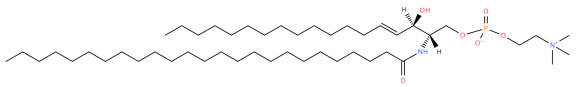 H OH O
O P O
O⁻ N⁺
NH H
O